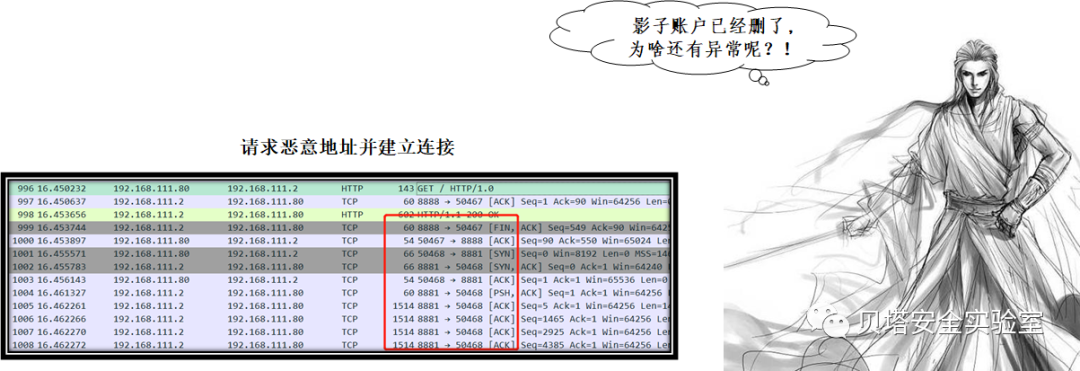 影子账户已经删了，
为啥还有异常呢？！
请求恶意地址并建立连接
996 16.450232 192.168.111.80 192.168.111.2 HTTP 143 GET / HTTP/1.0
997 16.450637 192.168.111.2 192.168.111.80 TCP 60 8888 → 50467 [ACK] Seq=1 Ack=90 Win=64256 Len=0
998 16.453656 192.168.111.2 192.168.111.80 HTTP 602 HTTP/1.1 200 OK
999 16.453744 192.168.111.2 192.168.111.80 TCP 60 8888 → 50467 [FIN, ACK] Seq=549 Ack=90 Win=6425
1000 16.453897 192.168.111.80 192.168.111.2 TCP 54 50467 → 8888 [ACK] Seq=90 Ack=550 Win=65024 Len
1001 16.455571 192.168.111.80 192.168.111.2 TCP 66 50468 → 8881 [SYN] Seq=0 Win=8192 Len=0 MSS=146
1002 16.455783 192.168.111.2 192.168.111.80 TCP 66 8881 → 50468 [SYN, ACK] Seq=0 Ack=1 Win=64240
1003 16.456143 192.168.111.80 192.168.111.2 TCP 54 50468 → 8881 [ACK] Seq=1 Ack=1 Win=65536 Len=0
1004 16.461327 192.168.111.2 192.168.111.80 TCP 60 8881 → 50468 [PSH, ACK] Seq=1 Ack=1 Win=64256 L
1005 16.462261 192.168.111.2 192.168.111.80 TCP 1514 8881 → 50468 [ACK] Seq=5 Ack=1 Win=64256 Len=14
1006 16.462266 192.168.111.2 192.168.111.80 TCP 1514 8881 → 50468 [ACK] Seq=1465 Ack=1 Win=64256 Len
1007 16.462270 192.168.111.2 192.168.111.80 TCP 1514 8881 → 50468 [ACK] Seq=2925 Ack=1 Win=64256 Len
1008 16.462272 192.168.111.2 192.168.111.80 TCP 1514 8881 → 50468 [ACK] Seq=4385 Ack=1 Win=64256 Len
贝塔安全实验室